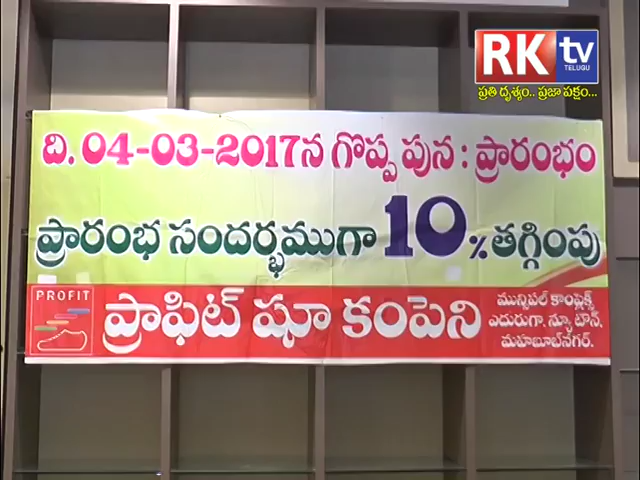 RK tv
TELUGU
ప్రతి దృశ్యం.. ప్రజా పక్షం...
ది. 04-03-2017న గొప్ప పున : ప్రారంభం
ప్రారంభ సందర్భముగా 10% తగ్గింపు
PROFIT
ప్రాఫిట్ షూ కంపెని
మున్సిపల్ కాంప్లెక్స్
ఎదురుగా, న్యూ టౌన్,
మహబూబ్‌నగర్.